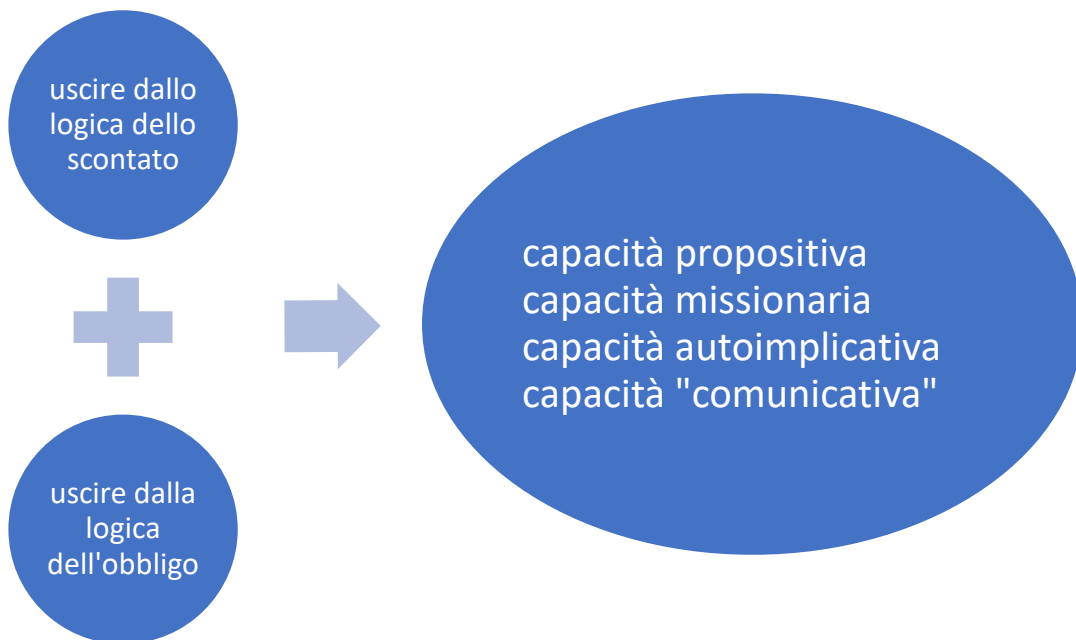 uscire dallo
logica dello
scontato
uscire dalla
logica
dell'obbligo
capacità propositiva
capacità missionaria
capacità autoimplicativa
capacità "comunicativa"